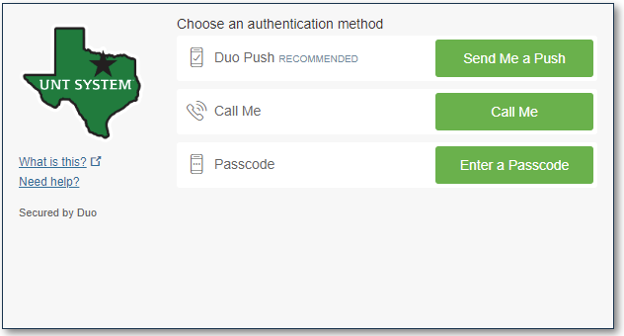 Choose an authentication method
Duo Push RECOMMENDED
Send Me a Push
UNT SYSTEM
Call Me
Call Me
Passcode
Enter a Passcode
What is this?
Need help?
Secured by Duo